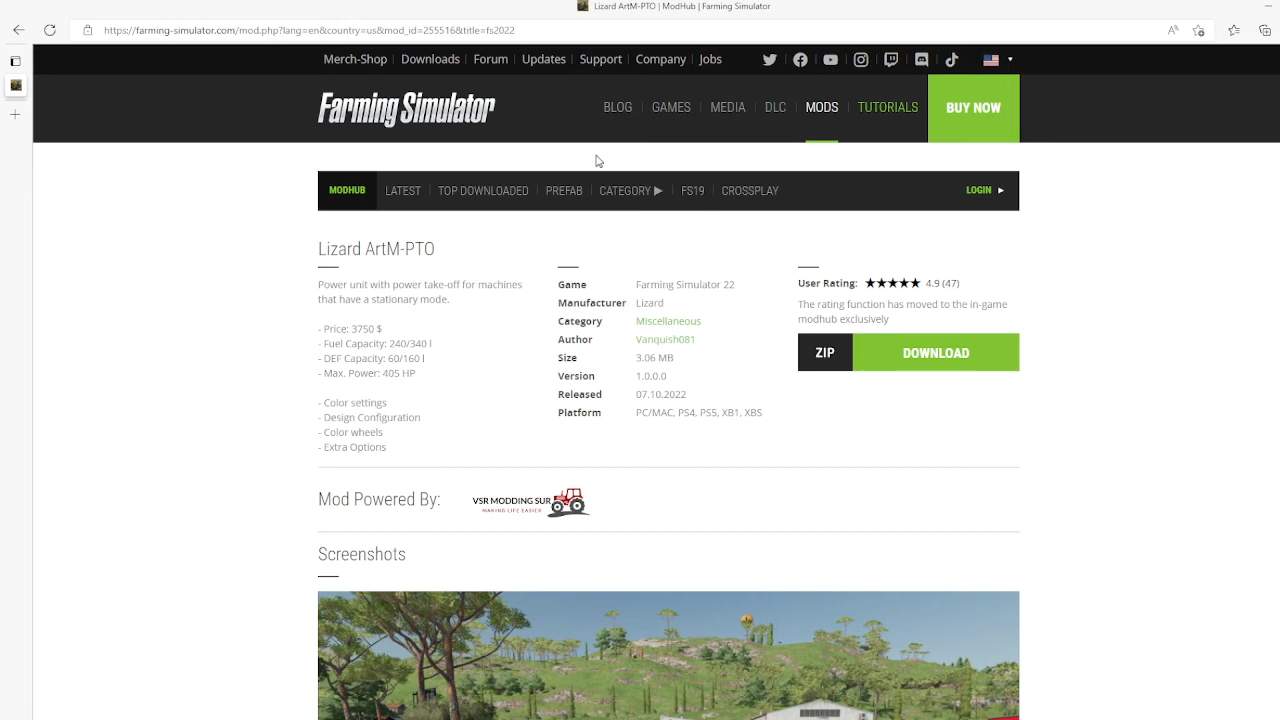 Lizard ArtM-PTO | ModHub | Farming Simulator
https://farming-simulator.com/mod.php?lang=en&country=us&mod_id=255516&title=fs2022
Merch-Shop Downloads Forum Updates Support Company Jobs
Farming Simulator
BLOG GAMES MEDIA DLC MODS TUTORIALS BUY NOW
MODHUB LATEST TOP DOWNLOADED PREFAB CATEGORY ▶ FS19 CROSSPLAY LOGIN ▶
Lizard ArtM-PTO
Power unit with power take-off for machines
that have a stationary mode.
- Price: 3750 $
- Fuel Capacity: 240/340 l
- DEF Capacity: 60/160 l
- Max. Power: 405 HP
- Color settings
- Design Configuration
- Color wheels
- Extra Options
Game Farming Simulator 22
Manufacturer Lizard
Category Miscellaneous
Author Vanquish081
Size 3.06 MB
Version 1.0.0.0
Released 07.10.2022
Platform PC/MAC, PS4, PS5, XB1, XBS
User Rating: ★★★★★ 4.9 (47)
The rating function has moved to the in-game
modhub exclusively
ZIP DOWNLOAD
Mod Powered By:
VSR MODDING SUR
MAKING LIFE EASIER
Screenshots